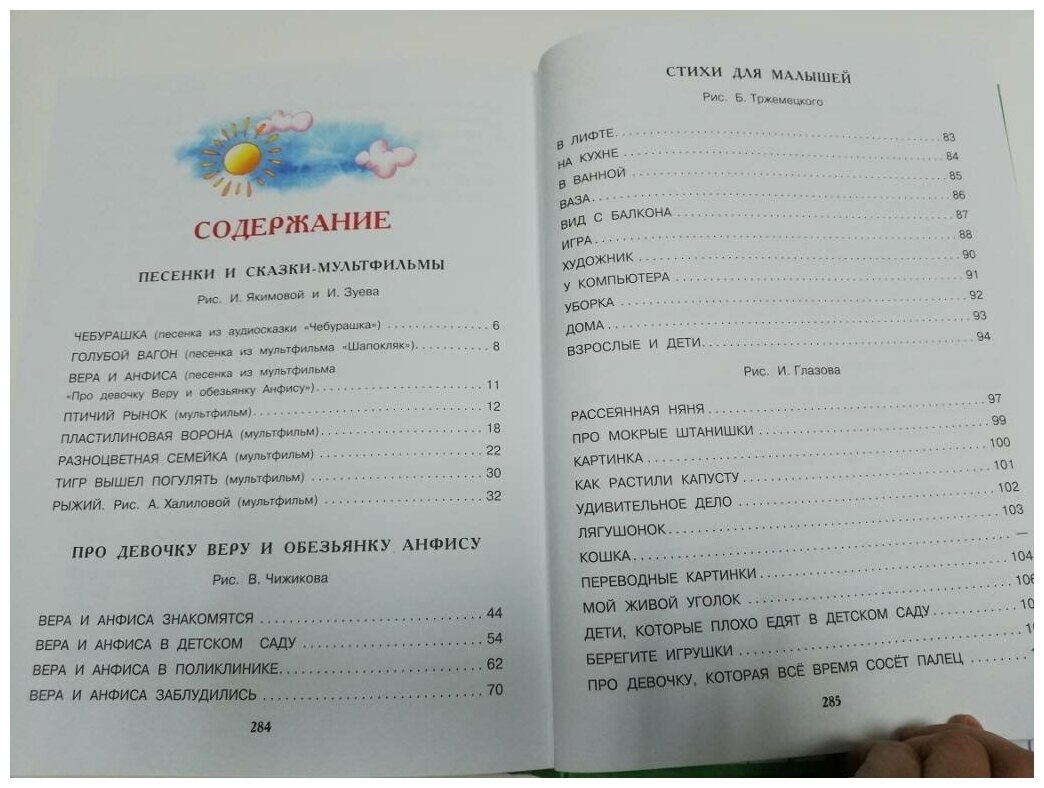 СОДЕРЖАНИЕ
ПЕСЕНКИ И СКАЗКИ-МУЛЬТФИЛЬМЫ
Рис. И. Якимовой и И. Зуева
ЧЕБУРАШКА (песенка из аудиосказки «Чебурашка») 6
ГОЛУБОЙ ВАГОН (песенка из мультфильма «Шапокляк») 8
ВЕРА И АНФИСА (песенка из мультфильма
«Про девочку Веру и обезьянку Анфису») 11
ПТИЧИЙ РЫНОК (мультфильм) 12
ПЛАСТИЛИНОВАЯ ВОРОНА (мультфильм) 18
РАЗНОЦВЕТНАЯ СЕМЕЙКА (мультфильм) 22
ТИГР ВЫШЕЛ ПОГУЛЯТЬ (мультфильм) 30
РЫЖИЙ. Рис. А. Халиловой (мультфильм) 32
ПРО ДЕВОЧКУ ВЕРУ И ОБЕЗЬЯНКУ АНФИСУ
Рис. В. Чижикова
ВЕРА И АНФИСА ЗНАКОМЯТСЯ 44
ВЕРА И АНФИСА В ДЕТСКОМ САДУ 54
ВЕРА И АНФИСА В ПОЛИКЛИНИКЕ 62
ВЕРА И АНФИСА ЗАБЛУДИЛИСЬ 70
284
СТИХИ ДЛЯ МАЛЫШЕЙ
Рис. Б. Тржемецкого
В ЛИФТЕ 83
НА КУХНЕ 84
В ВАННОЙ 85
ВАЗА 86
ВИД С БАЛКОНА 87
ИГРА 88
ХУДОЖНИК 90
У КОМПЬЮТЕРА 91
УБОРКА 92
ДОМА 93
ВЗРОСЛЫЕ И ДЕТИ 94
Рис. И. Глазова
РАССЕЯННАЯ НЯНЯ 97
ПРО МОКРЫЕ ШТАНИШКИ 99
КАРТИНКА 100
КАК РАСТИЛИ КАПУСТУ 101
УДИВИТЕЛЬНОЕ ДЕЛО 102
ЛЯГУШОНОК 103
КОШКА —
ПЕРЕВОДНЫЕ КАРТИНКИ 104
МОЙ ЖИВОЙ УГОЛОК 106
ДЕТИ, КОТОРЫЕ ПЛОХО ЕДЯТ В ДЕТСКОМ САДУ
БЕРЕГИТЕ ИГРУШКИ
ПРО ДЕВОЧКУ, КОТОРАЯ ВСЁ ВРЕМЯ СОСЁТ ПАЛЕЦ
285